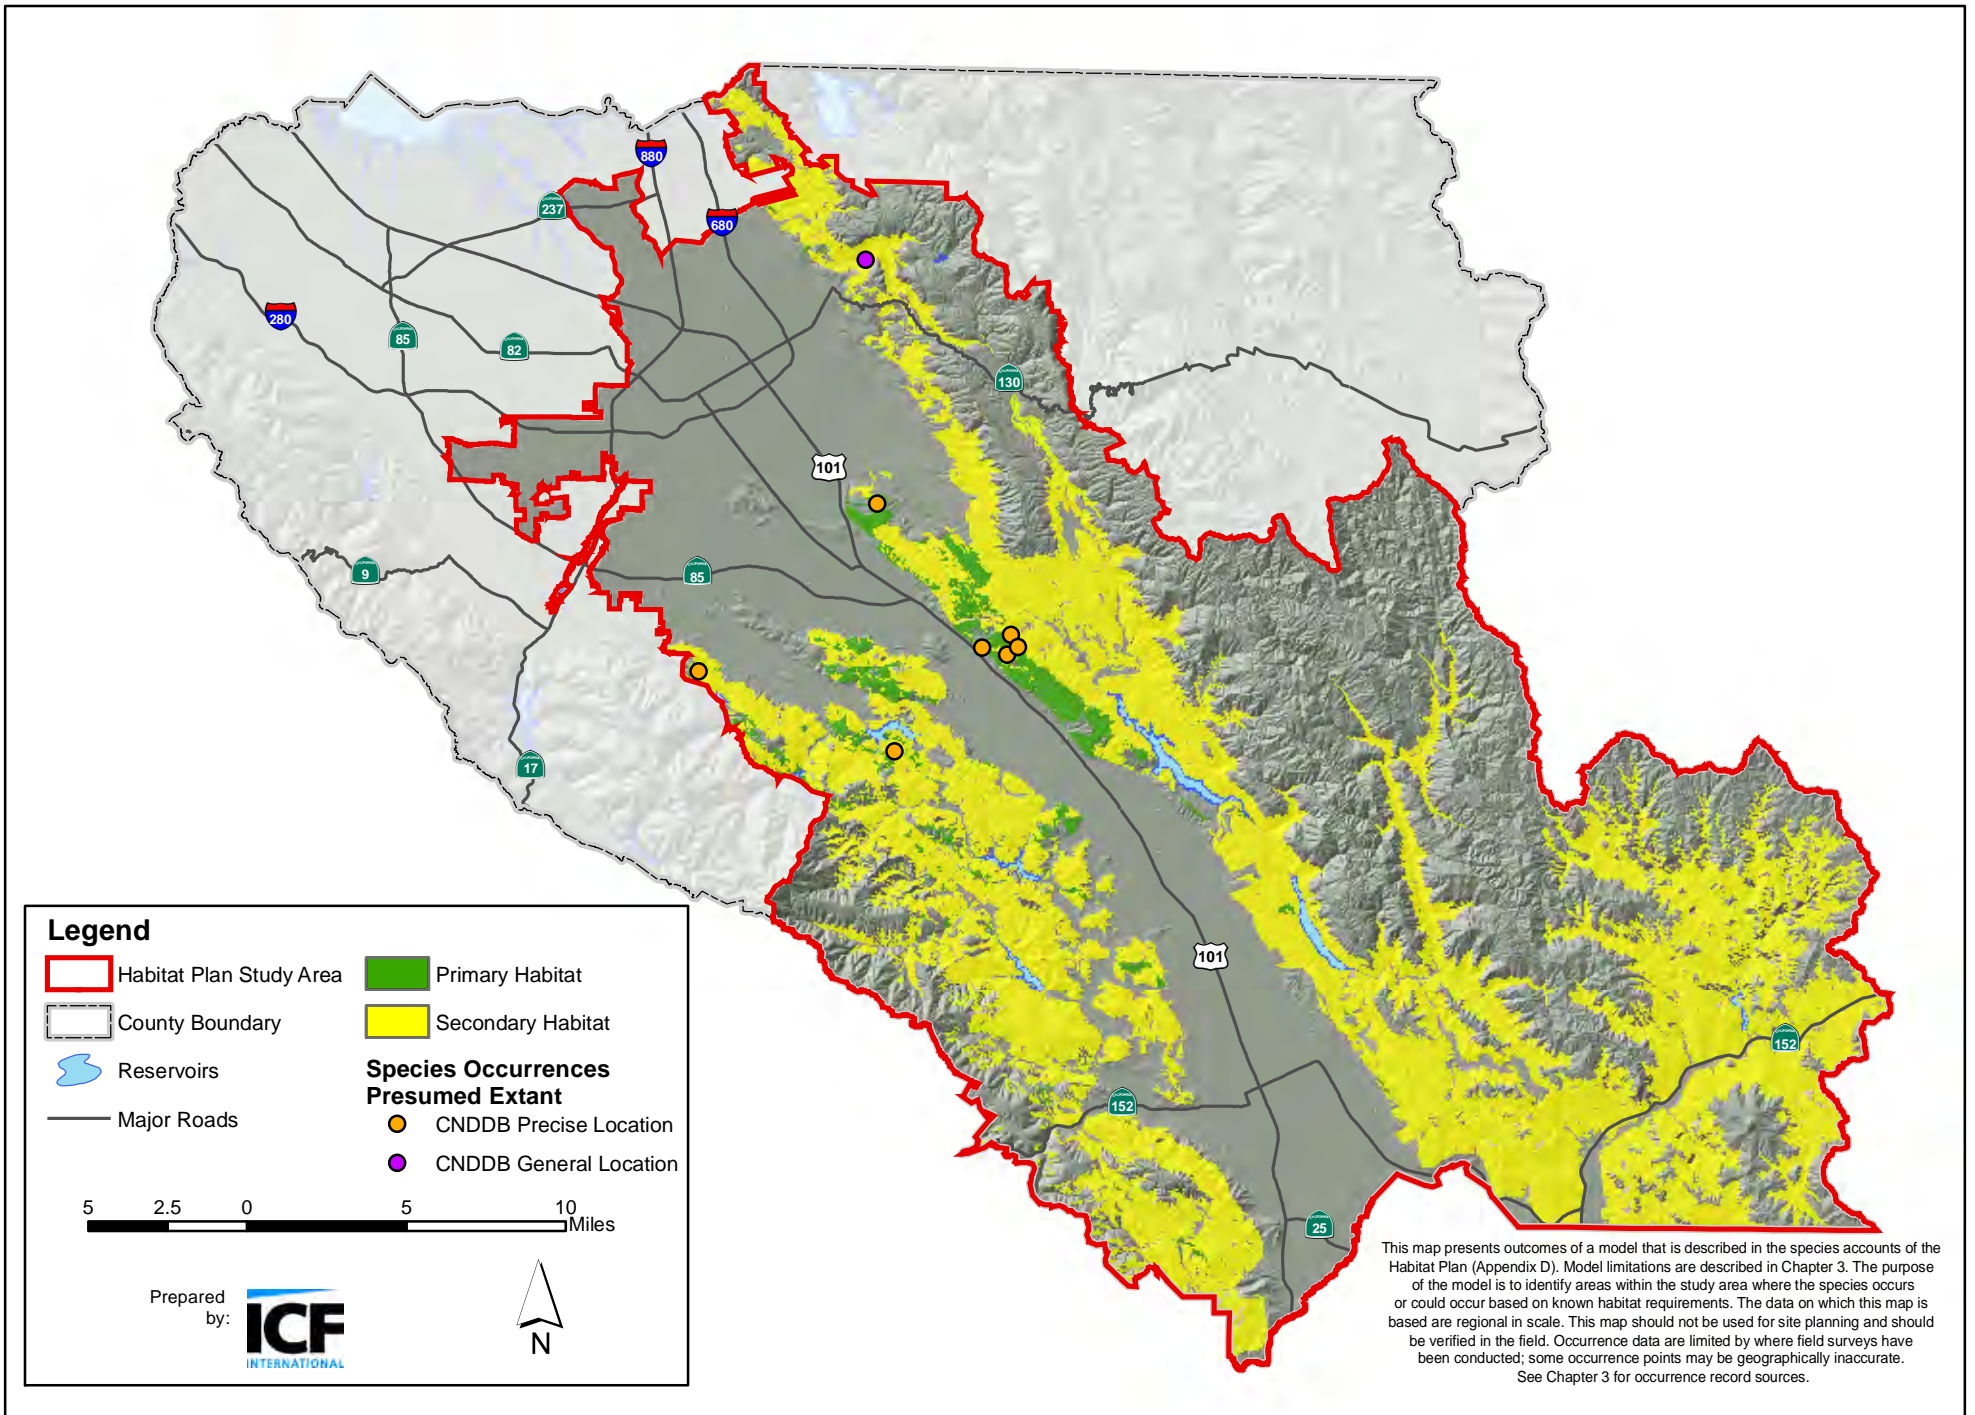 880
237
680
280
85
82
130
101
9
85
17
101
152
152
25
Legend
Habitat Plan Study Area
County Boundary
Reservoirs
Major Roads
Primary Habitat
Secondary Habitat
Species Occurrences
Presumed Extant
CNDDB Precise Location
CNDDB General Location
5 2.5 0 5 10
Miles
Prepared
by:
ICF
INTERNATIONAL
N
This map presents outcomes of a model that is described in the species accounts of the
Habitat Plan (Appendix D). Model limitations are described in Chapter 3. The purpose
of the model is to identify areas within the study area where the species occurs
or could occur based on known habitat requirements. The data on which this map is
based are regional in scale. This map should not be used for site planning and should
be verified in the field. Occurrence data are limited by where field surveys have
been conducted; some occurrence points may be geographically inaccurate.
See Chapter 3 for occurrence record sources.